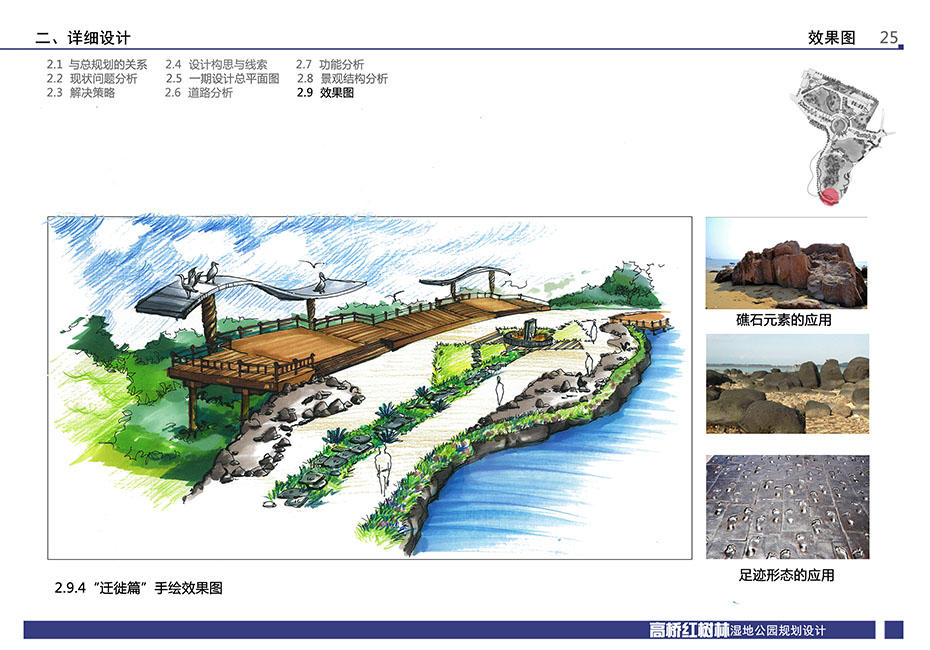 二、详细设计
效果图 25
2.1 与总规划的关系 2.4 设计构思与线索 2.7 功能分析
2.2 现状问题分析 2.5 一期设计总平面图 2.8 景观结构分析
2.3 解决策略 2.6 道路分析 2.9 效果图
礁石元素的应用
足迹形态的应用
2.9.4“迁徙篇”手绘效果图
高桥红树林湿地公园规划设计